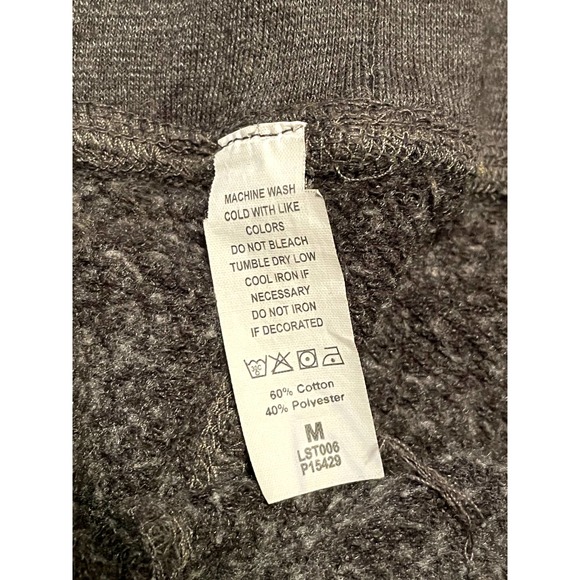 MACHINE WASH
COLD WITH LIKE
COLORS
DO NOT BLEACH
TUMBLE DRY LOW
COOL IRON IF
NECESSARY
DO NOT IRON
IF DECORATED
30C
60% Cotton
40% Polyester
M
LST006
P15429